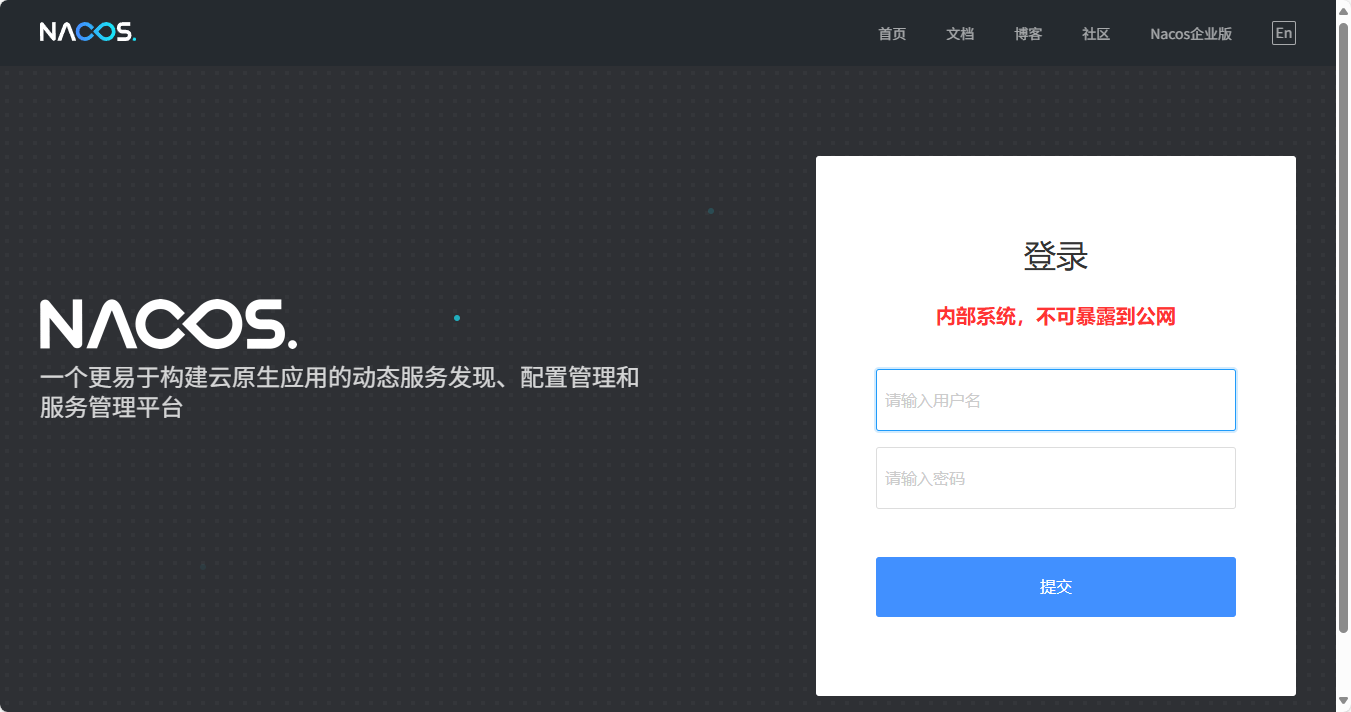 NACOS.
首页
文档
博客
社区
Nacos企业版
En
NACOS.
一个更易于构建云原生应用的动态服务发现、配置管理和
服务管理平台
登录
内部系统，不可暴露到公网
请输入用户名
请输入密码
提交